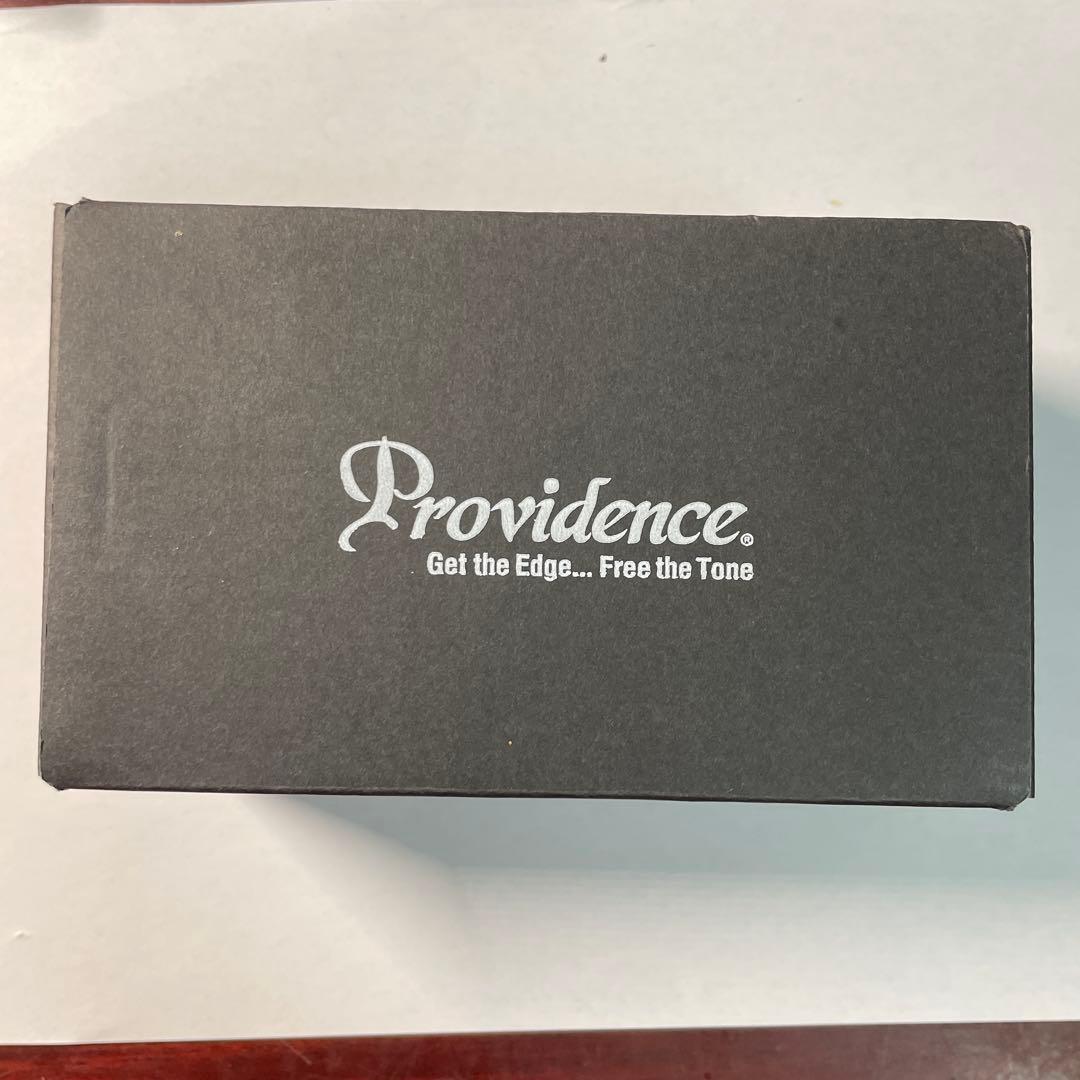 Providence®
Get the Edge... Free the Tone